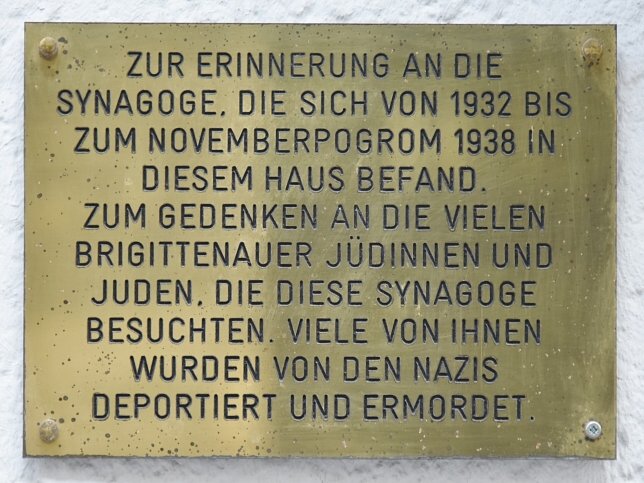 ZUR ERINNERUNG AN DIE
SYNAGOGE, DIE SICH VON 1932 BIS
ZUM NOVEMBERPOGROM 1938 IN
DIESEM HAUS BEFAND.
ZUM GEDENKEN AN DIE VIELEN
BRIGITTENAUER JÜDINNEN UND
JUDEN, DIE DIESE SYNAGOGE
BESUCHTEN. VIELE VON IHNEN
WURDEN VON DEN NAZIS
DEPORTIERT UND ERMORDET.